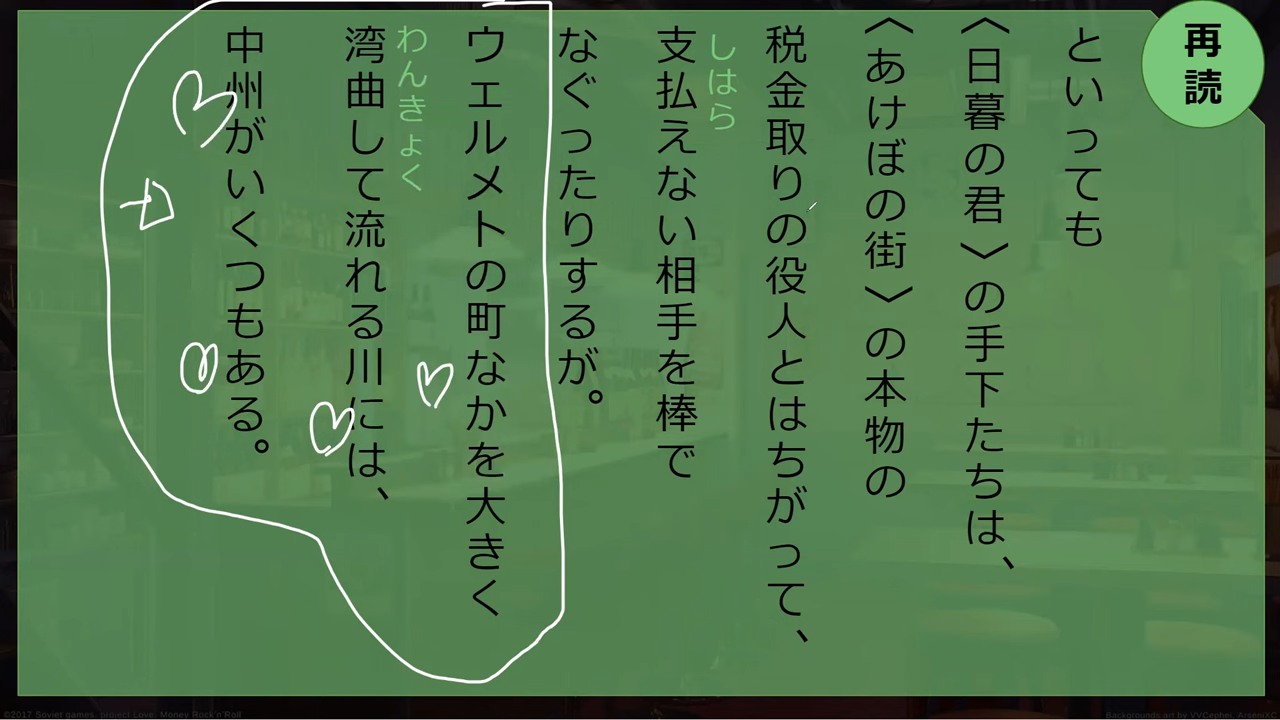 再読
といっても
〈日暮の君〉の手下たちは、
〈あけぼの街〉の本物の
税金取りの役人とはちがって、
しはら
支払えない相手を棒で
なぐったりするが。
ウェルメトの町なかを大きく
わんきょく
湾曲して流れる川には、
中州がいくつもある。
©2017 Soviet games, project Love, Money Rock'n'Roll
Backgrounds art by VVCephei, ArseniXC